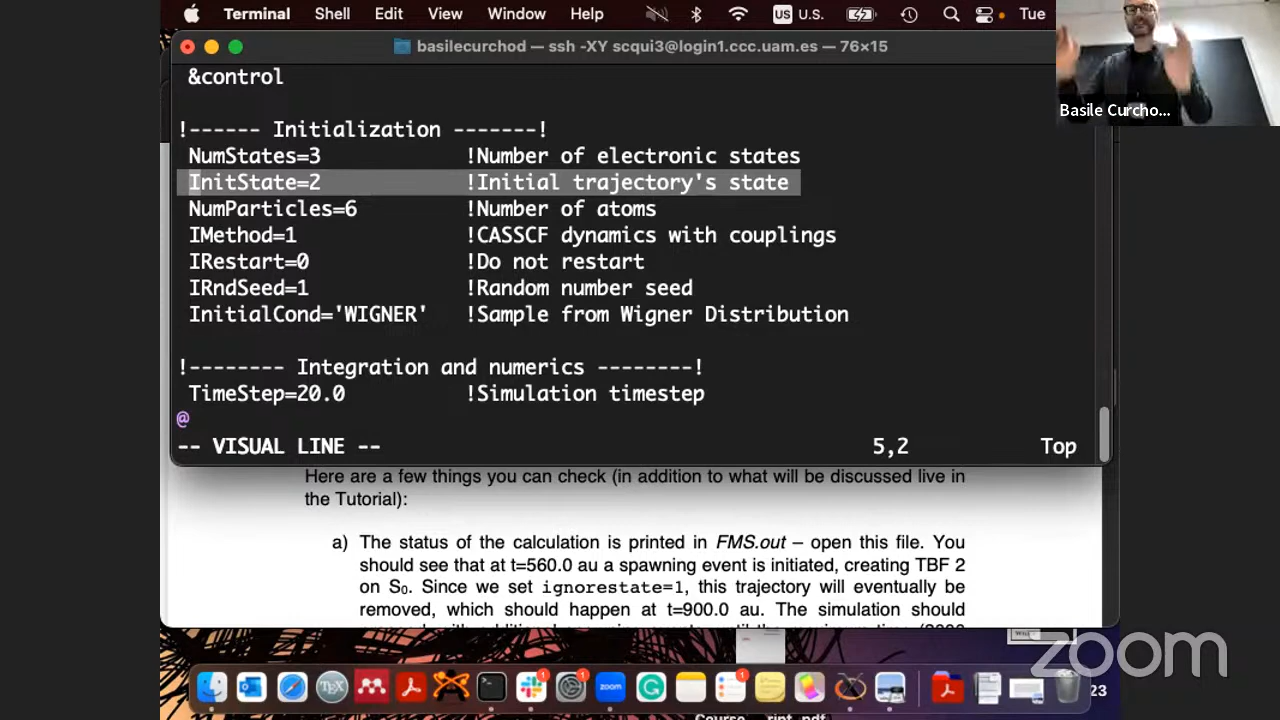 Terminal Shell Edit View Window Help US U.S. Tue
basilecurchod — ssh -XY scqui3@login1.ccc.uam.es — 76×15
Basile Curcho...
&control
!------ Initialization -------!
NumStates=3 !Number of electronic states
InitState=2 !Initial trajectory's state
NumParticles=6 !Number of atoms
IMethod=1 !CASSCF dynamics with couplings
IRestart=0 !Do not restart
IRndSeed=1 !Random number seed
InitialCond='WIGNER' !Sample from Wigner Distribution
!-------- Integration and numerics --------!
TimeStep=20.0 !Simulation timestep
@
-- VISUAL LINE -- 5,2 Top
Here are a few things you can check (in addition to what will be discussed live in
the Tutorial):
a) The status of the calculation is printed in FMS.out – open this file. You
should see that at t=560.0 au a spawning event is initiated, creating TBF 2
on S₀. Since we set ignorestate=1, this trajectory will eventually be
removed, which should happen at t=900.0 au. The simulation should
zoom
TEX
zoom
1
1
1
23